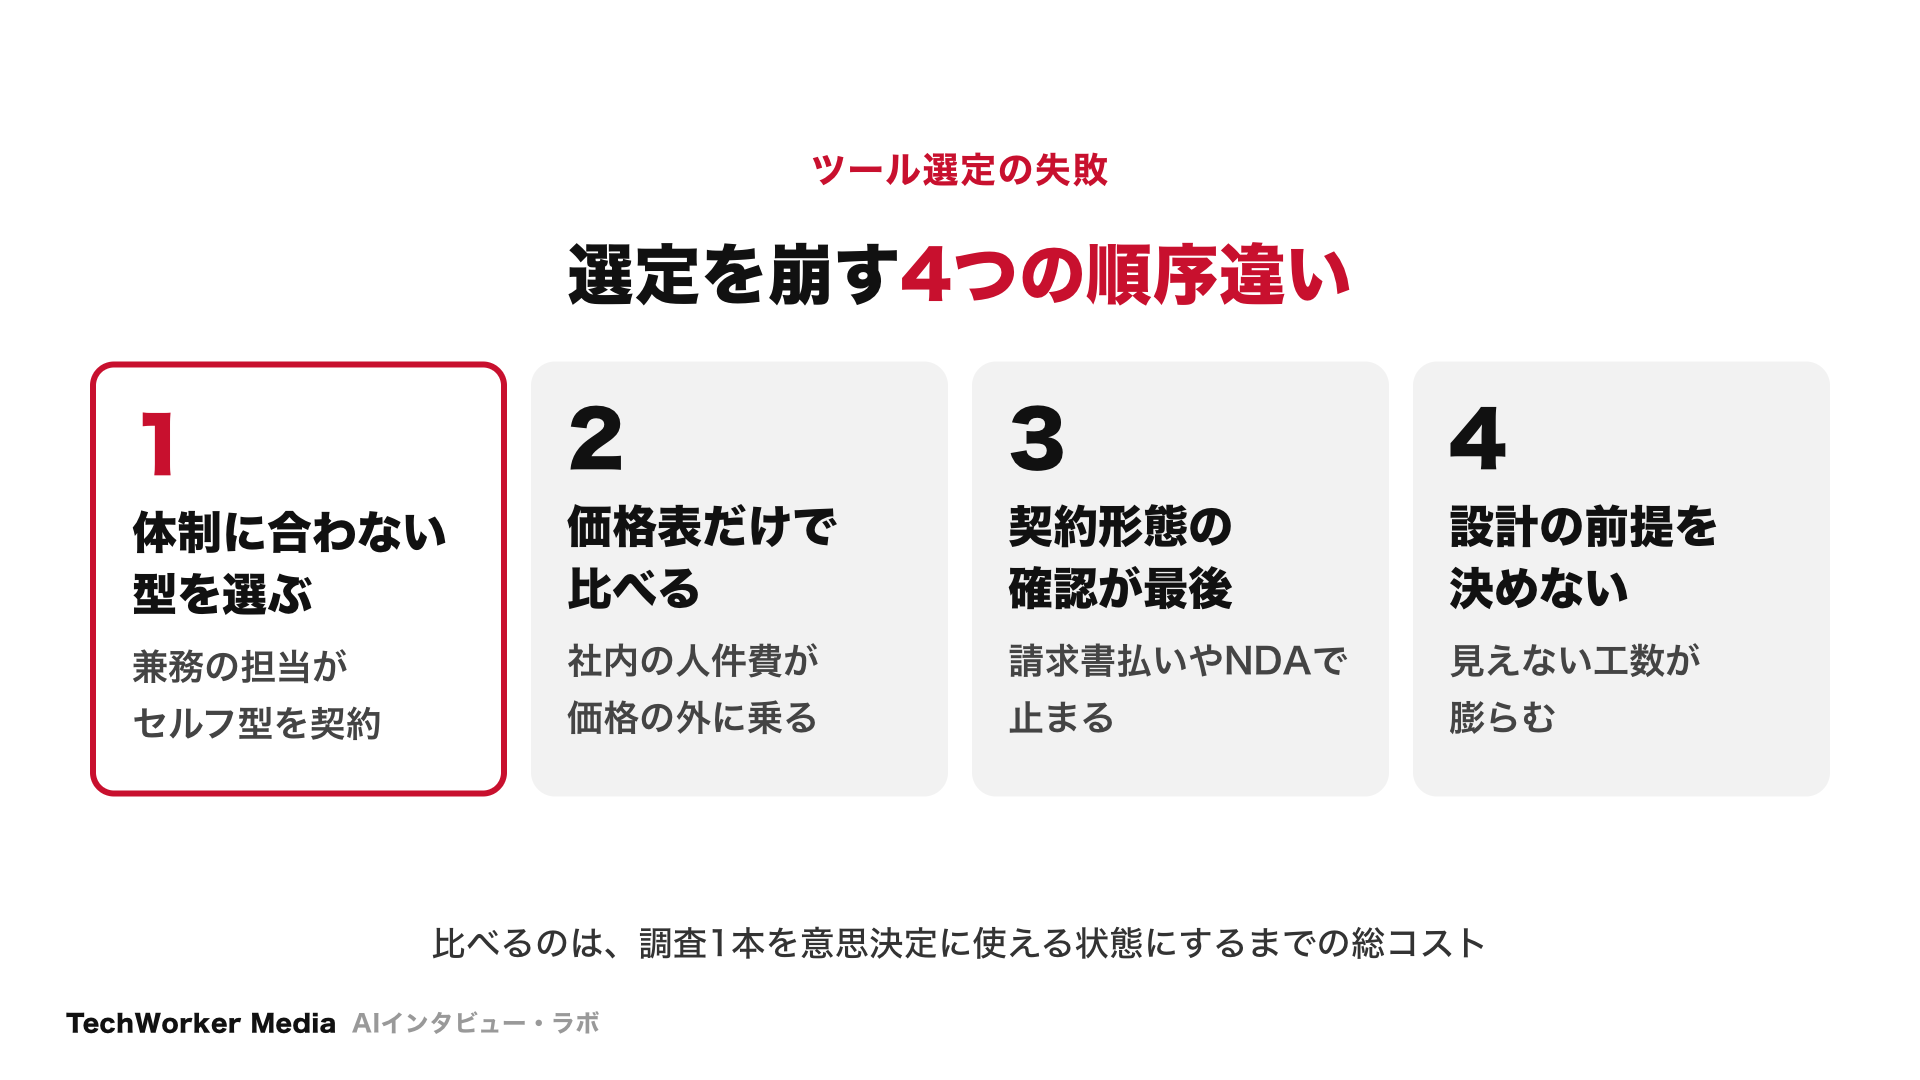 ツール選定の失敗
選定を崩す4つの順序違い
1
体制に合わない
型を選ぶ
兼務の担当が
セルフ型を契約
2
価格表だけで
比べる
社内の人件費が
価格の外に乗る
3
契約形態の
確認が最後
請求書払いやNDAで
止まる
4
設計の前提を
決めない
見えない工数が
膨らむ
比べるのは、調査1本を意思決定に使える状態にするまでの総コスト
TechWorker Media AIインタビュー・ラボ